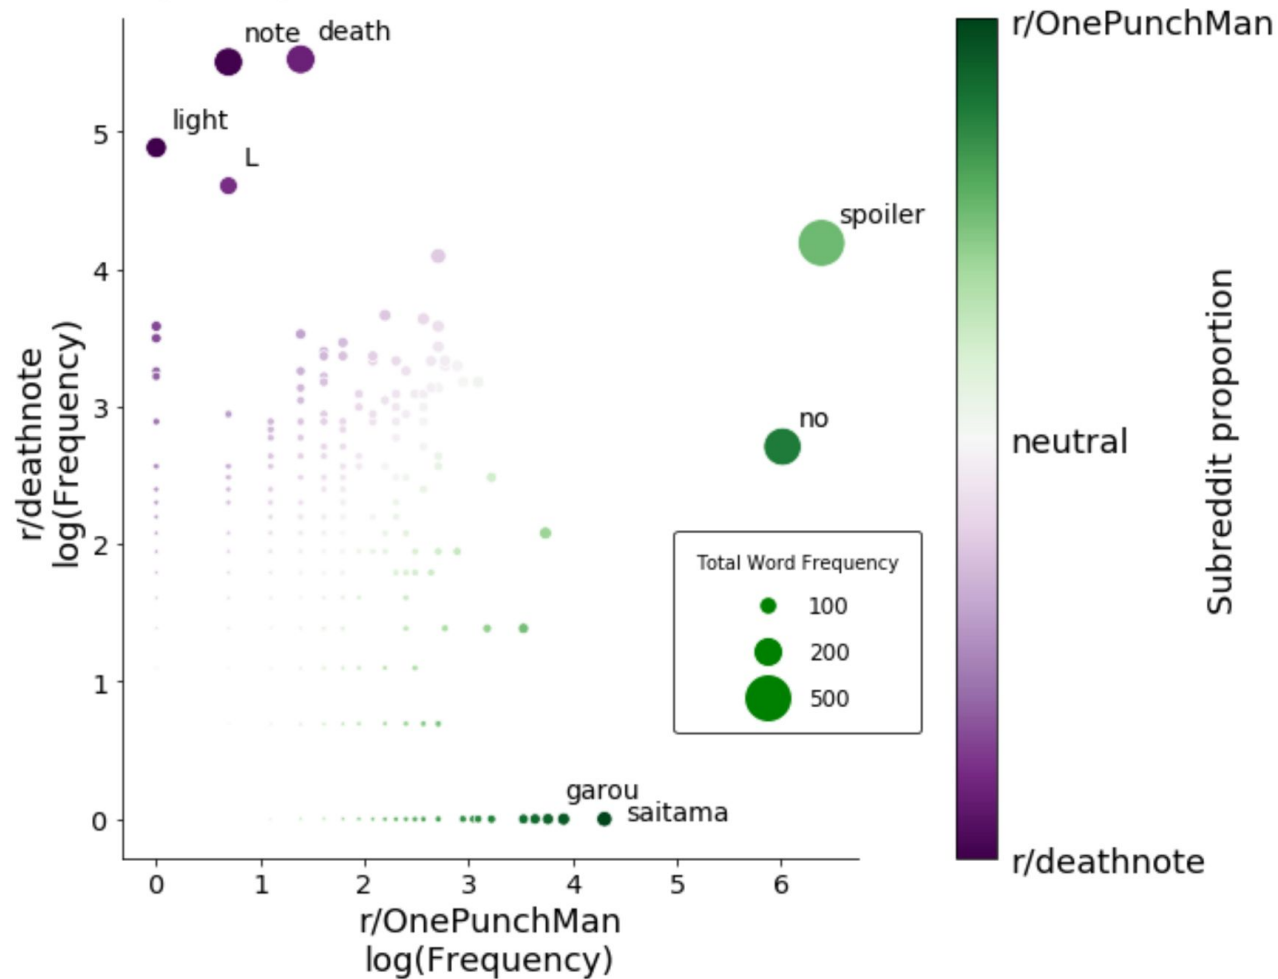 note death
light
L
spoiler
no
garou
saitama
5
4
3
2
1
0
r/deathnote
log(Frequency)
0 1 2 3 4 5 6
r/OnePunchMan
log(Frequency)
Total Word Frequency
100
200
500
r/OnePunchMan
neutral
r/deathnote
Subreddit proportion